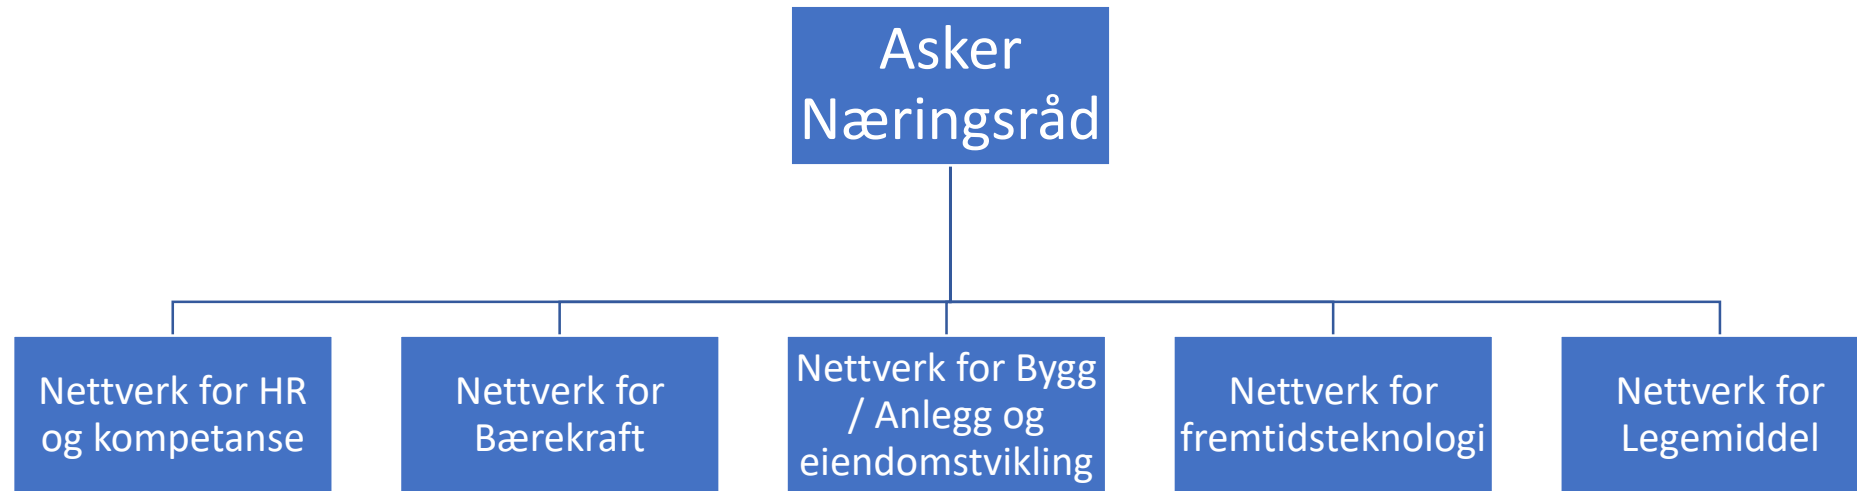 Asker
Næringsråd
Nettverk for HR
og kompetanse
Nettverk for
Bærekraft
Nettverk for Bygg
/ Anlegg og
eiendomstvikling
Nettverk for
fremtidsteknologi
Nettverk for
Legemiddel